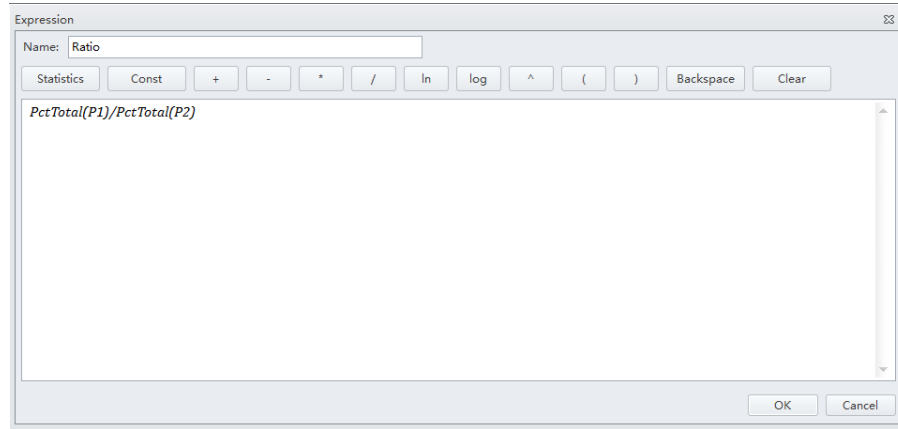 Expression
Name: Ratio
Statistics Const + - * / ln log ^ ( ) Backspace Clear
PctTotal(P1)/PctTotal(P2)
OK Cancel